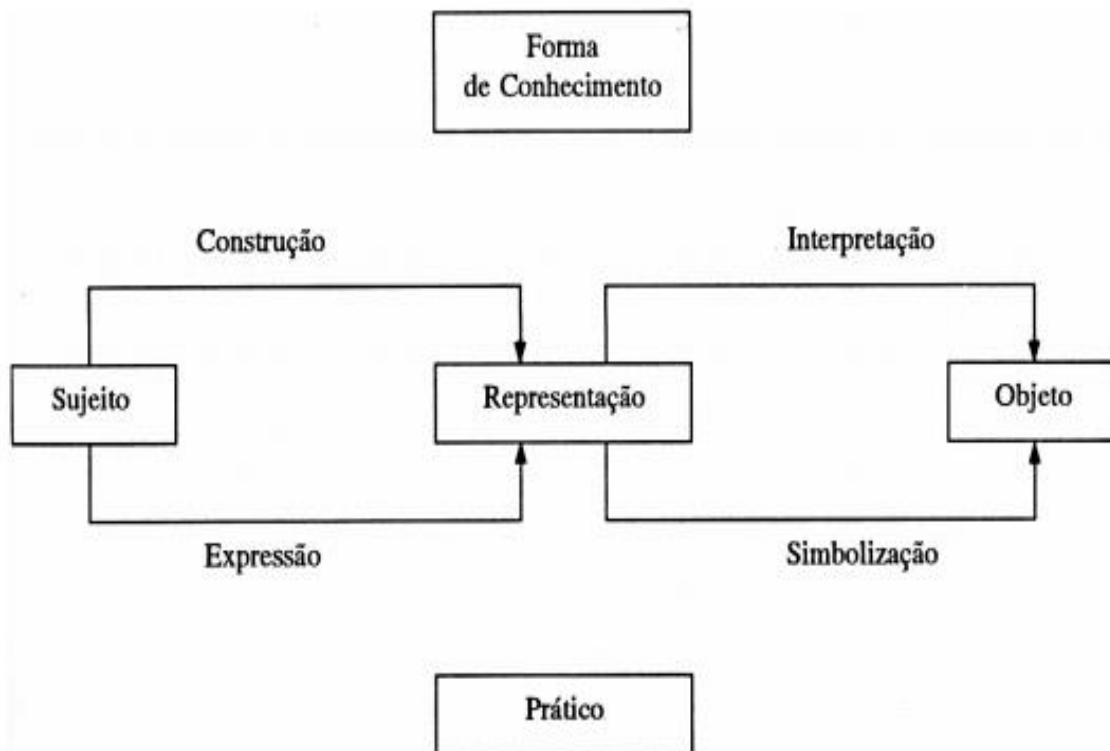 Forma
de Conhecimento
Construção
Interpretação
Sujeito
Representação
Objeto
Expressão
Simbolização
Prático